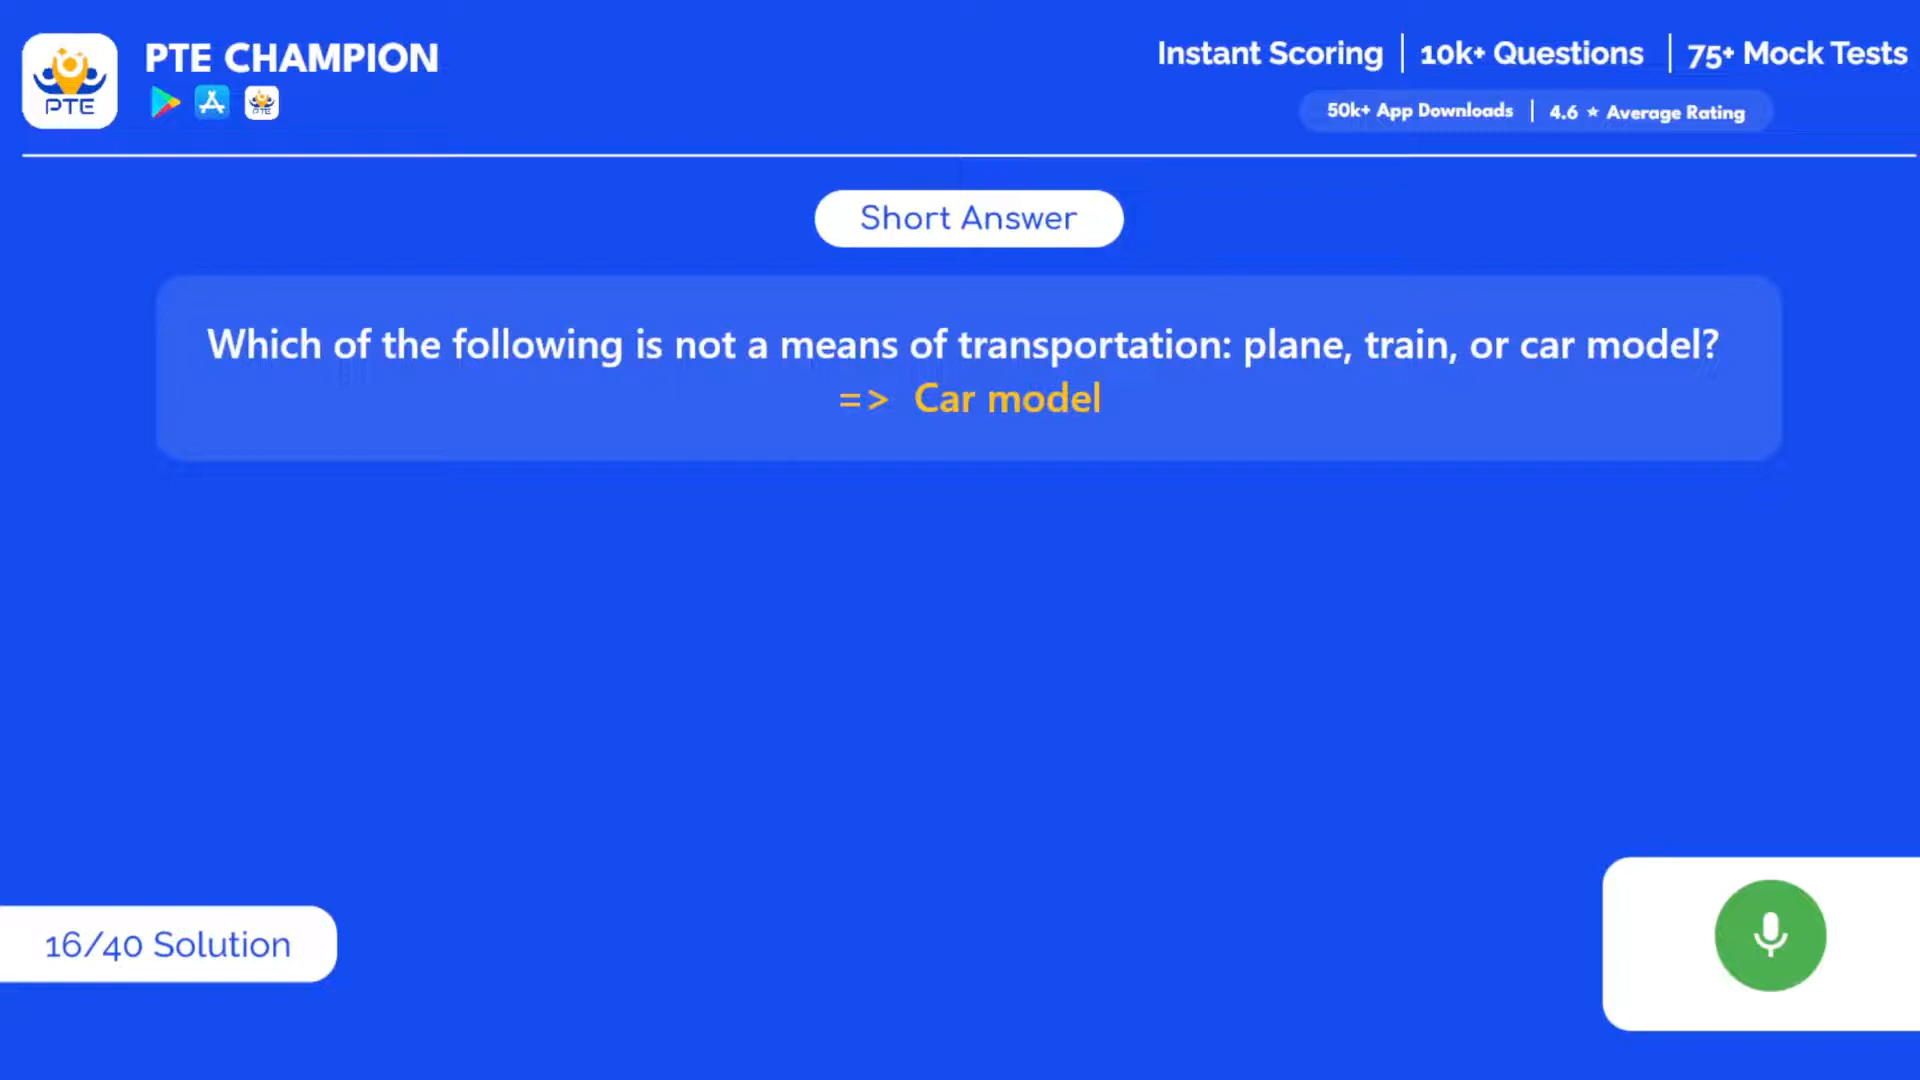 PTE CHAMPION
PTE
PTE
Instant Scoring | 10k+ Questions | 75+ Mock Tests
50k+ App Downloads | 4.6 ★ Average Rating
Short Answer
Which of the following is not a means of transportation: plane, train, or car model?
=> Car model
16/40 Solution